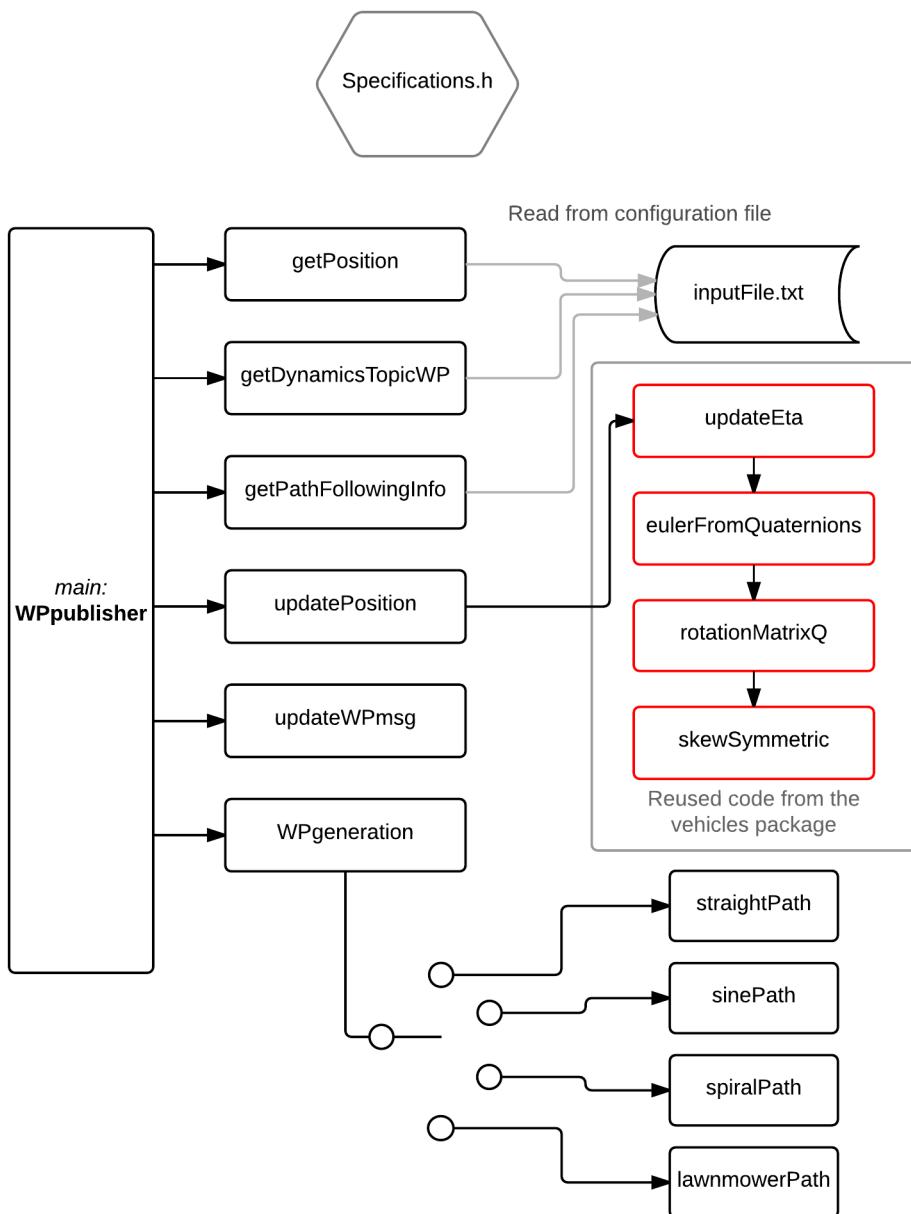 Specifications.h
Read from configuration file
getPosition
inputFile.txt
getDynamicsTopicWP
updateEta
getPathFollowingInfo
eulerFromQuaternions
main:
WPpublisher
updatePosition
rotationMatrixQ
updateWPmsg
skewSymmetric
Reused code from the
vehicles package
WPgeneration
straightPath
sinePath
spiralPath
lawnmowerPath